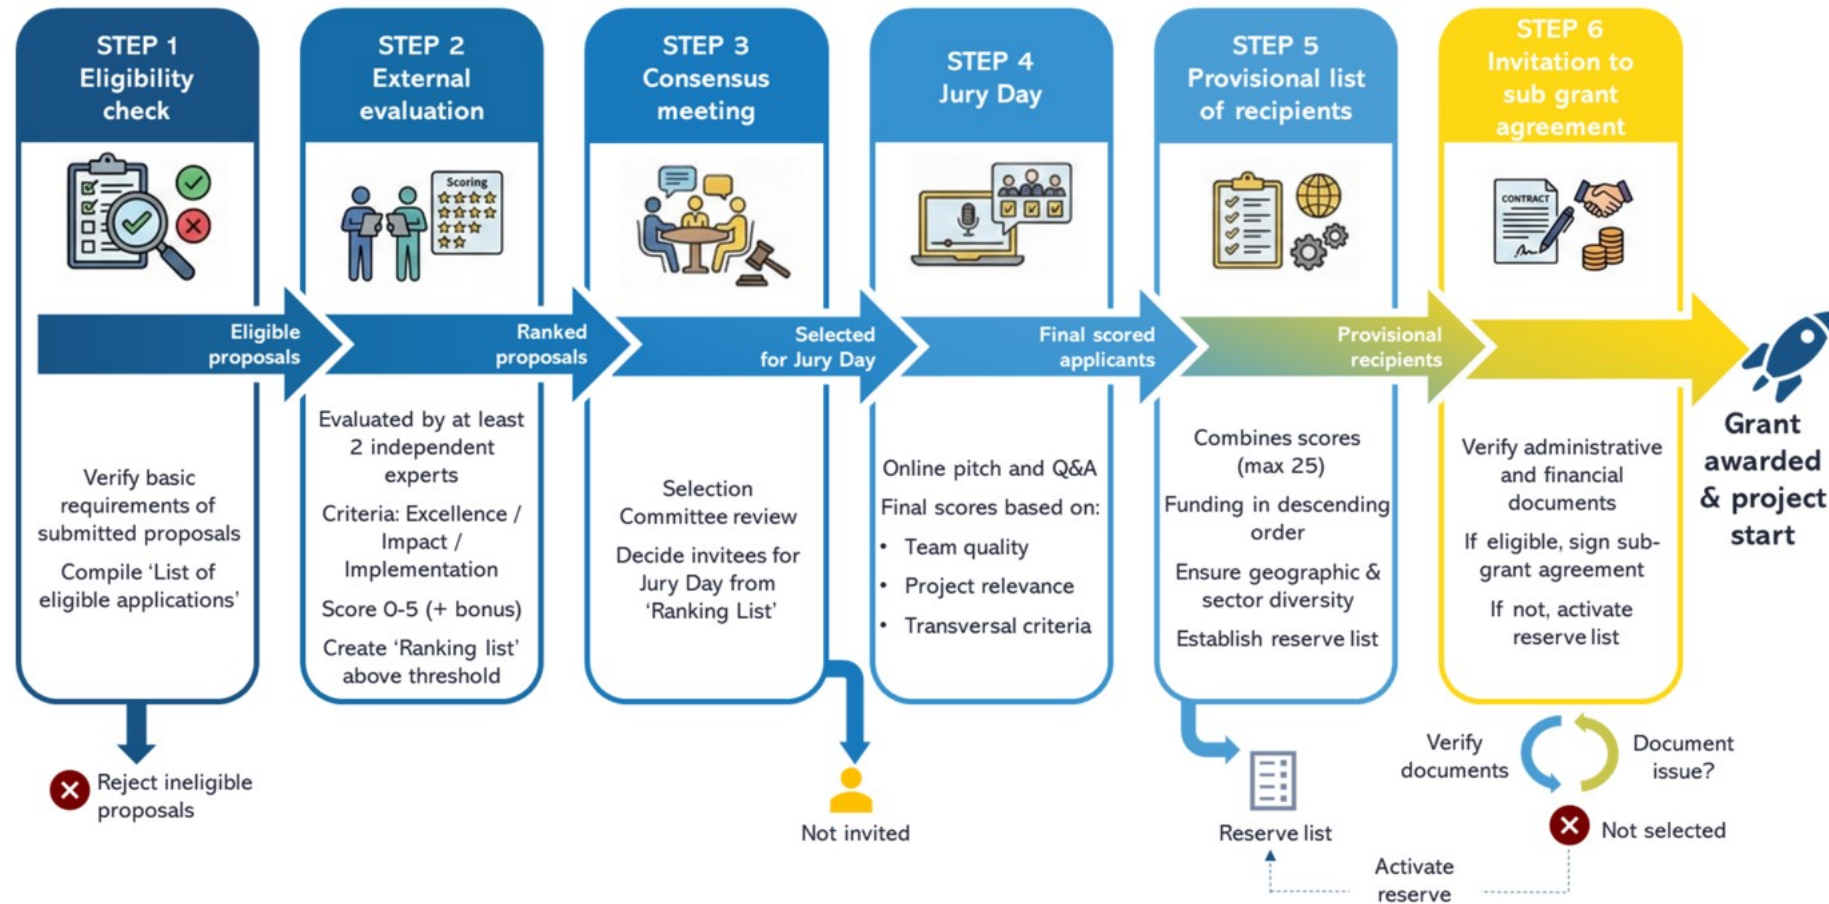 STEP 1
Eligibility
check
Eligible
proposals
Verify basic
requirements of
submitted proposals
Compile ‘List of
eligible applications’
Reject ineligible
proposals
STEP 2
External
evaluation
Scoring
Ranked
proposals
Evaluated by at least
2 independent
experts
Criteria: Excellence /
Impact /
Implementation
Score 0-5 (+ bonus)
Create ‘Ranking list’
above threshold
STEP 3
Consensus
meeting
Selected
for Jury Day
Selection
Committee review
Decide invitees for
Jury Day from
‘Ranking List’
Not invited
STEP 4
Jury Day
Final scored
applicants
Online pitch and Q&A
Final scores based on:
• Team quality
• Project relevance
• Transversal criteria
STEP 5
Provisional list
of recipients
Provisional
recipients
Combines scores
(max 25)
Funding in descending
order
Ensure geographic &
sector diversity
Establish reserve list
Reserve list
STEP 6
Invitation to
sub grant
agreement
CONTRACT
Verify administrative
and financial
documents
If eligible, sign sub-
grant agreement
If not, activate
reserve list
Verify
documents
Document
issue?
Not selected
Activate
reserve
Grant
awarded
& project
start